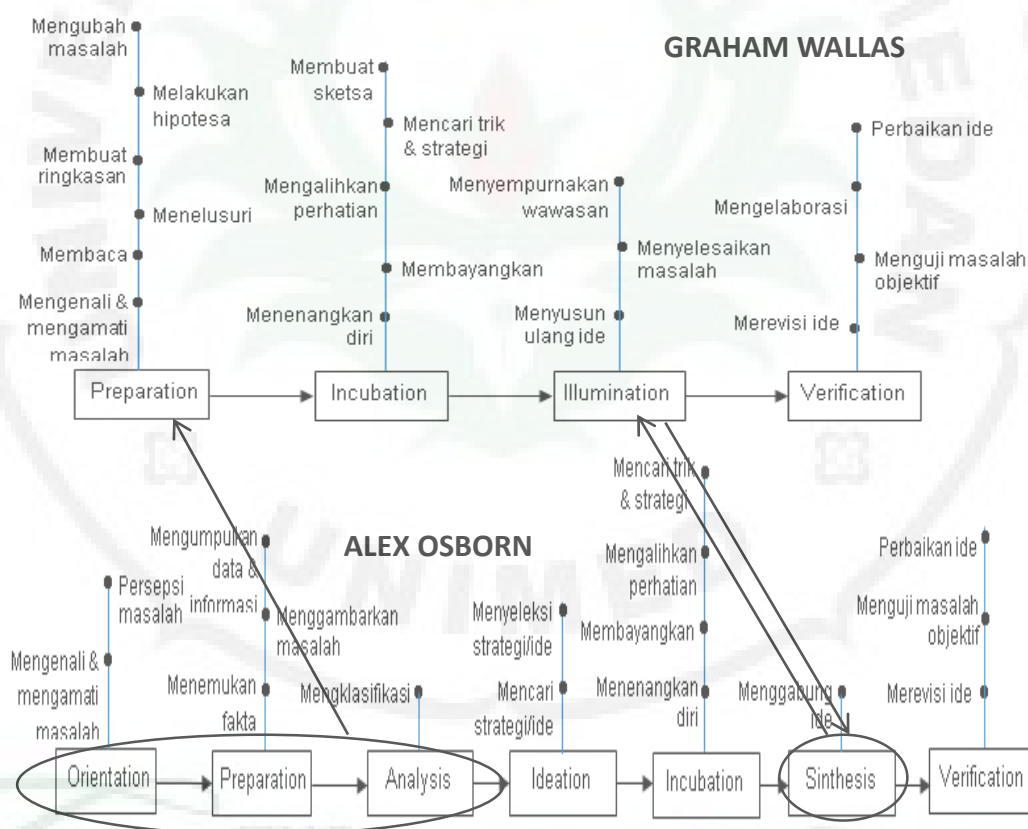 GRAHAM WALLAS
Mengubah
masalah
Melakukan
hipotesa
Membuat
ringkasan
Menelusuri
Membaca
Mengenali &
mengamati
masalah
Preparation
Membuat
sketsa
Mencari trik
& strategi
Mengalihkan
perhatian
Membayangkan
Menenangkan
diri
Incubation
Menyempurnakan
wawasan
Menyelesaikan
masalah
Menyusun
ulang ide
Illumination
Perbaikan ide
Mengelaborasi
Menguji masalah
objektif
Merevisi ide
Verification
ALEX OSBORN
Persepsi
masalah
Mengenali &
mengamati
masalah
Orientation
Mengumpulkan
data &
informasi
Menggambarkan
masalah
Menemukan
fakta
Preparation
Mengklasifikasi
Analysis
Menyeleksi
strategi/ide
Mencari
strategi/ide
Ideation
Mencari trik
& strategi
Mengalihkan
perhatian
Membayangkan
Menenangkan
diri
Incubation
Menggabung
ide
Sinthesis
Perbaikan ide
Menguji masalah
objektif
Merevisi ide
Verification
UNIMED